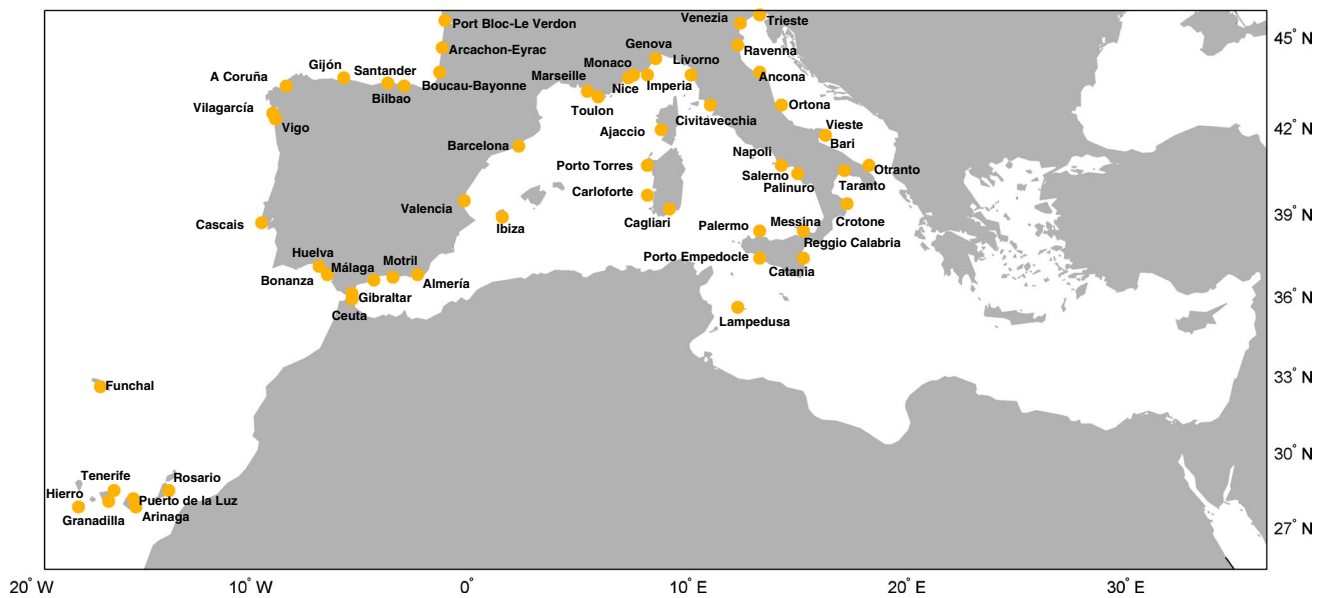 Venezia
Trieste
Port Bloc-Le Verdon
45° N
Genova
Ravenna
Arcachon-Eyrac
Monaco
Livorno
Gijón
Santander
Marseille
Ancona
A Coruña
Boucau-Bayonne
Nice
Imperia
Bilbao
Vilagarcía
Toulon
Ortona
Civitavecchia
Vigo
Ajaccio
Vieste
42° N
Barcelona
Bari
Napoli
Porto Torres
Otranto
Salerno
Palinuro
Taranto
Carloforte
Valencia
Cascais
Ibiza
Cagliari
Palermo
Messina
Crotone
39° N
Reggio Calabria
Huelva
Málaga
Motril
Porto Empedocle
Bonanza
Almería
Catania
Gibraltar
36° N
Ceuta
Lampedusa
Funchal
33° N
Tenerife
Rosario
30° N
Hierro
Puerto de la Luz
Granadilla
Arinaga
27° N
20° W
10° W
0°
10° E
20° E
30° E